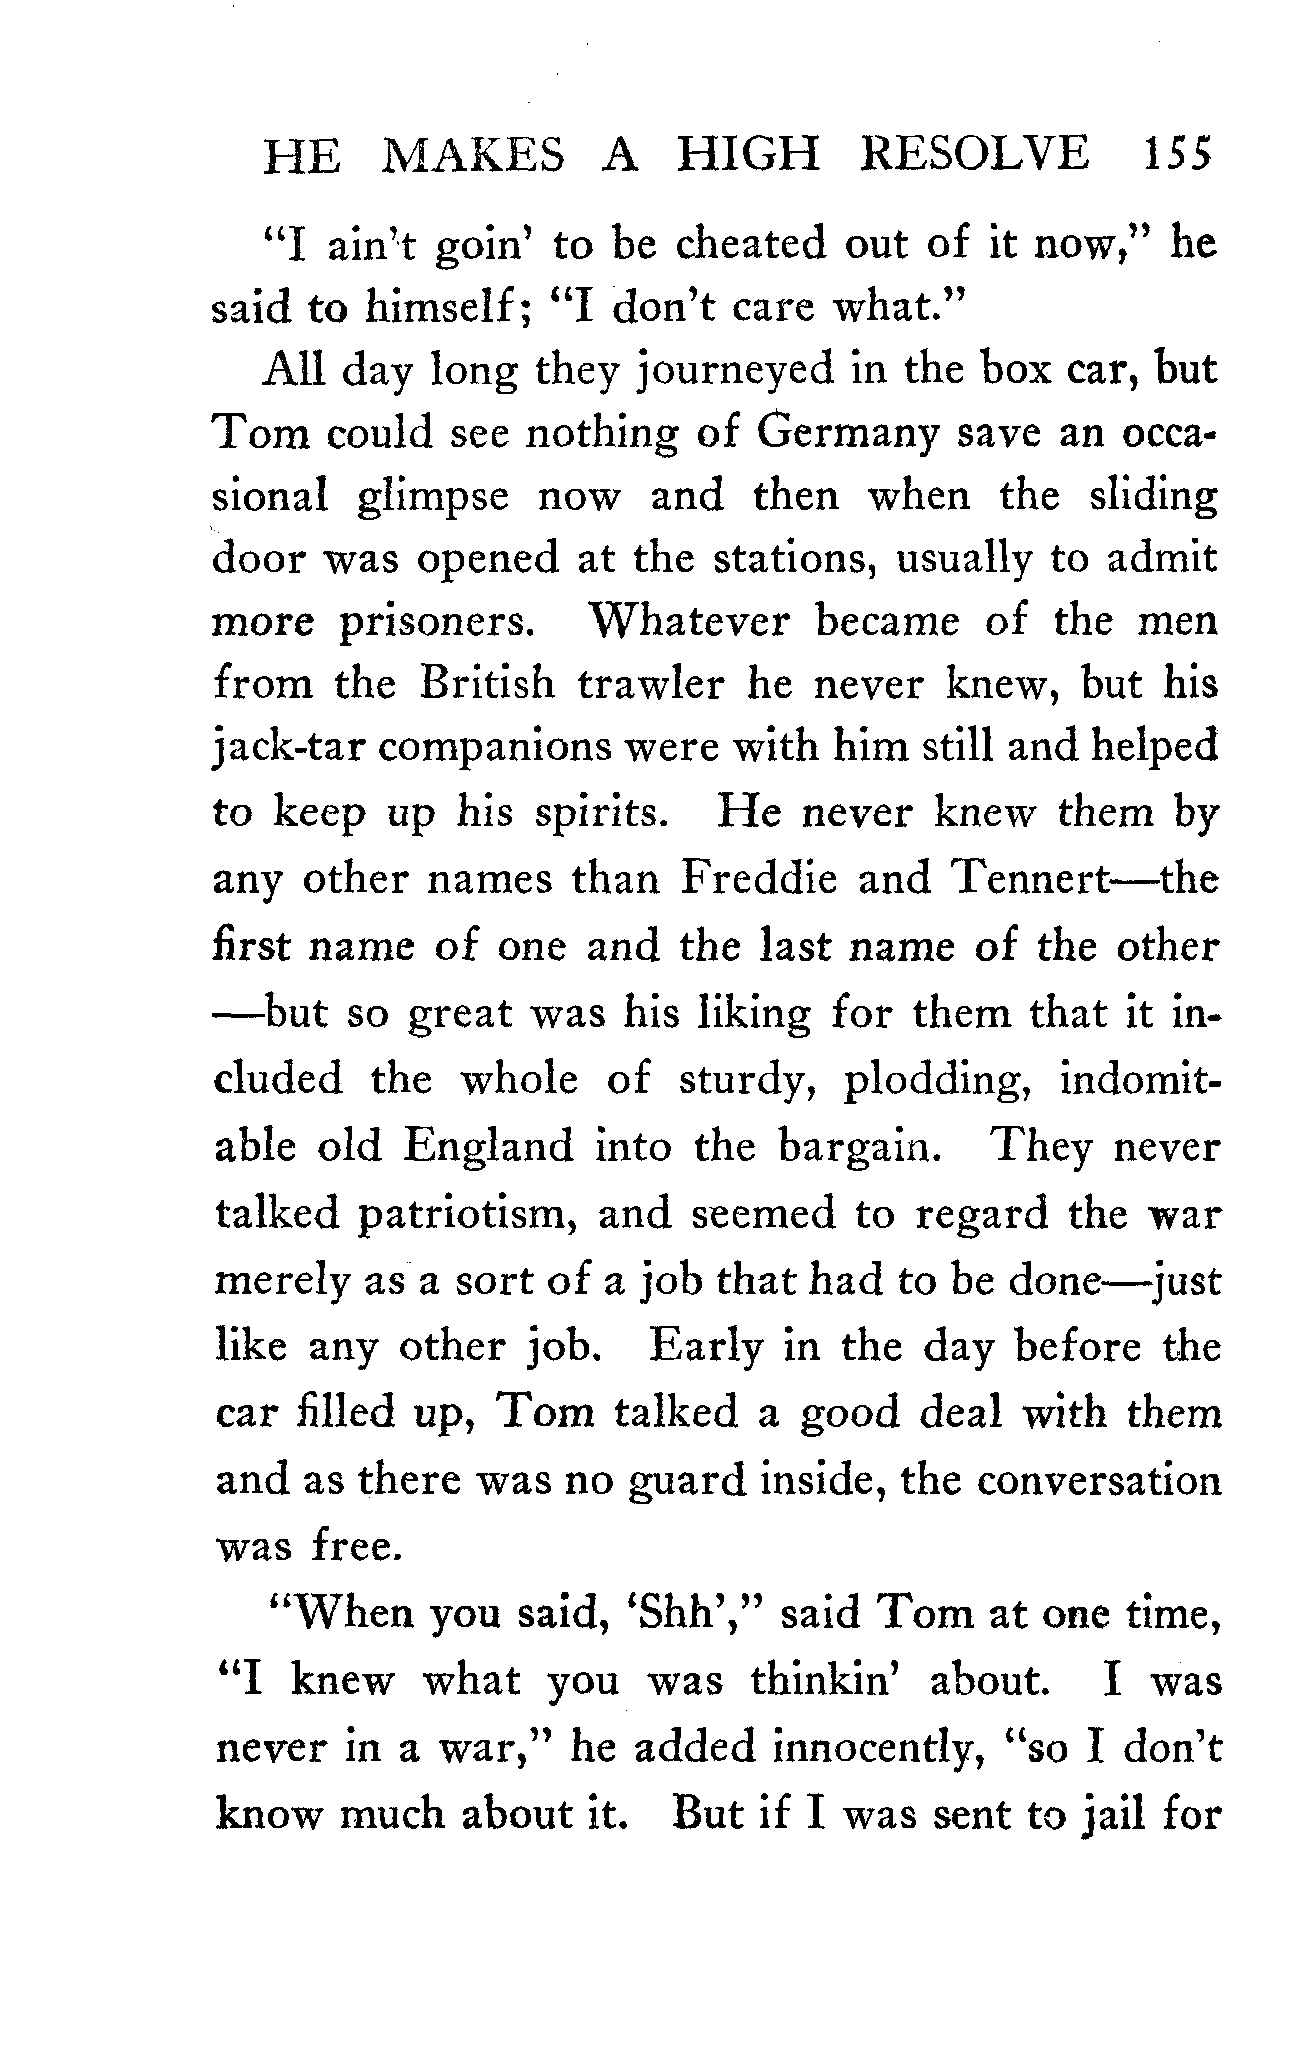 HE MAKES A HIGH RESOLVE 155
"I ain't goin' to be cheated out of it now," he
said to himself; "I don't care what."
All day long they journeyed in the box car, but
Tom could see nothing of Germany save an occa-
sional glimpse now and then when the sliding
door was opened at the stations, usually to admit
more prisoners. Whatever became of the men
from the British trawler he never knew, but his
jack-tar companions were with him still and helped
to keep up his spirits. He never knew them by
any other names than Freddie and Tennert—the
first name of one and the last name of the other
—but so great was his liking for them that it in-
cluded the whole of sturdy, plodding, indomit-
able old England into the bargain. They never
talked patriotism, and seemed to regard the war
merely as a sort of a job that had to be done—just
like any other job. Early in the day before the
car filled up, Tom talked a good deal with them
and as there was no guard inside, the conversation
was free.
"When you said, 'Shh'," said Tom at one time,
"I knew what you was thinkin' about. I was
never in a war," he added innocently, "so I don't
know much about it. But if I was sent to jail for